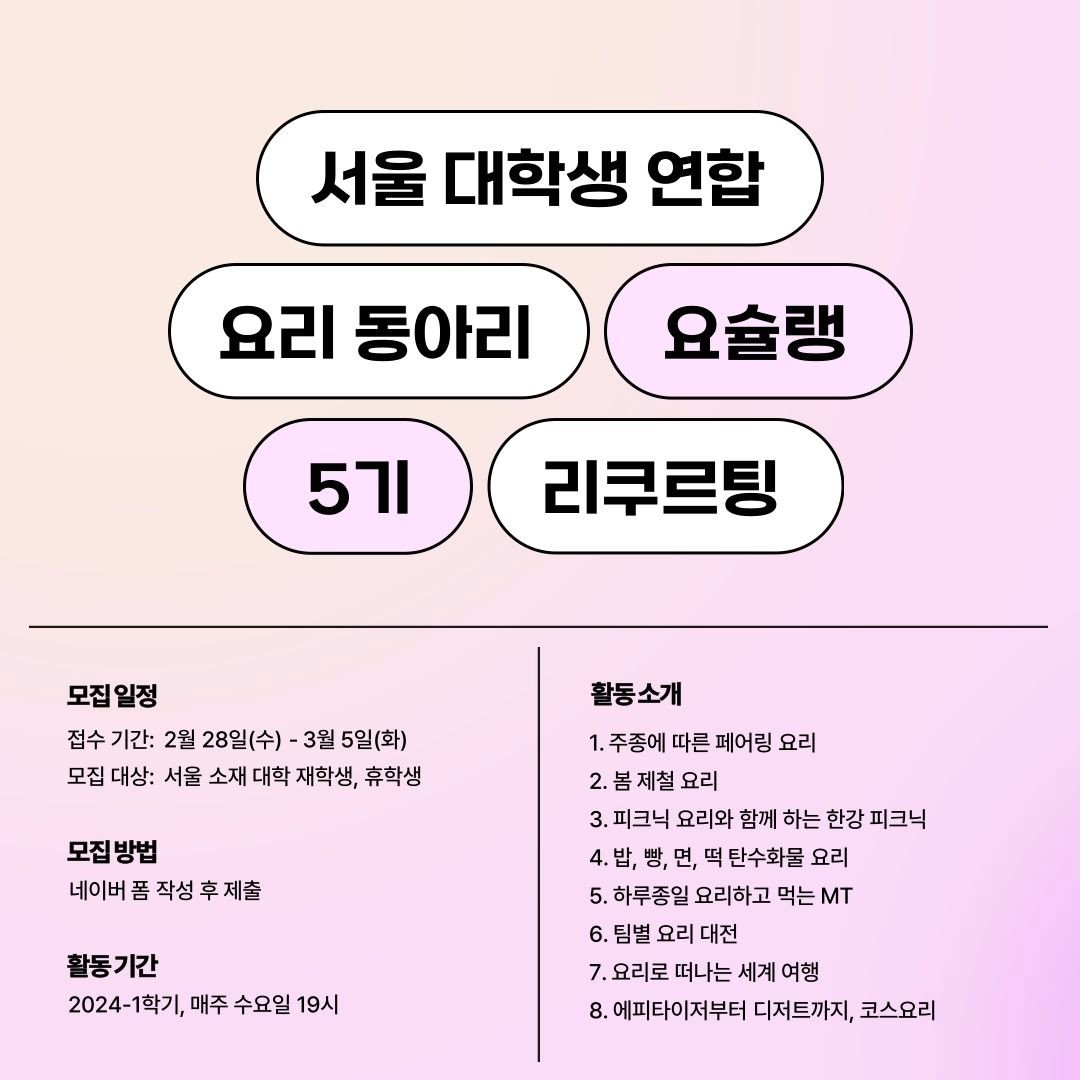 서울 대학생 연합
요리 동아리 요슐랭
5기 리쿠르팅
모집 일정
접수 기간: 2월 28일(수) - 3월 5일(화)
모집 대상: 서울 소재 대학 재학생, 휴학생
모집 방법
네이버 폼 작성 후 제출
활동 기간
2024-1학기, 매주 수요일 19시
활동 소개
1. 주종에 따른 페어링 요리
2. 봄 제철 요리
3. 피크닉 요리와 함께 하는 한강 피크닉
4. 밥, 빵, 면, 떡 탄수화물 요리
5. 하루종일 요리하고 먹는 MT
6. 팀별 요리 대전
7. 요리로 떠나는 세계 여행
8. 에피타이저부터 디저트까지, 코스요리